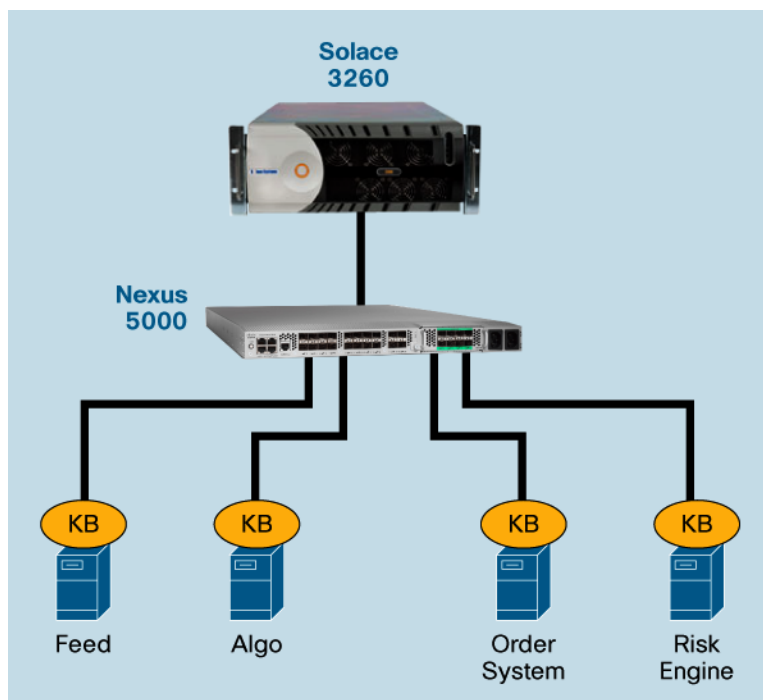 Solace
3260
Nexus
5000
KB
KB
KB
KB
Feed
Algo
Order
System
Risk
Engine